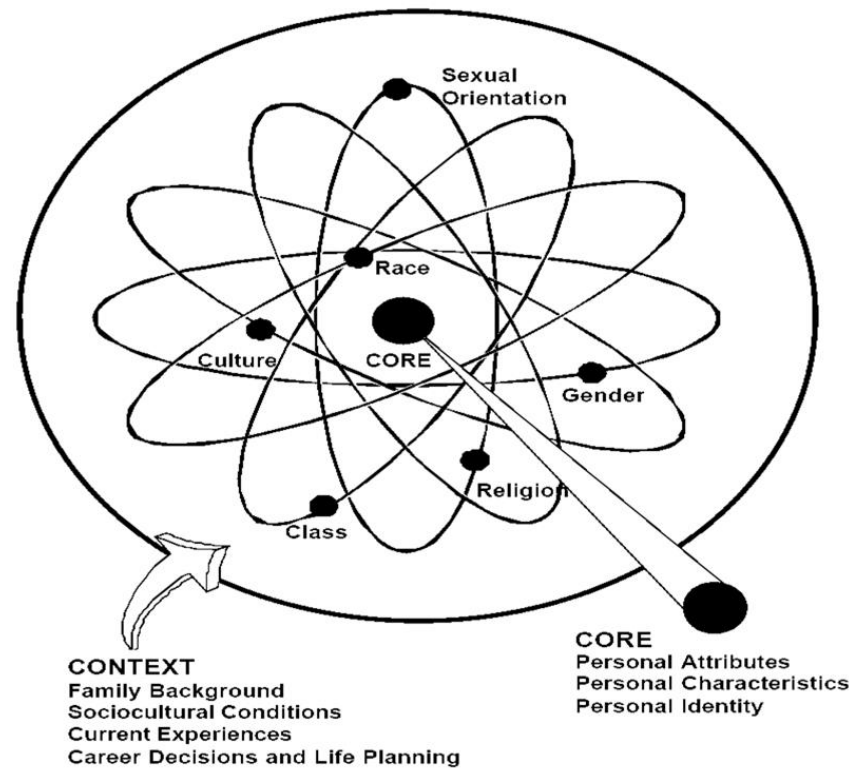 Sexual
Orientation
Race
Culture
CORE
Gender
Religion
Class
CONTEXT
Family Background
Sociocultural Conditions
Current Experiences
Career Decisions and Life Planning
CORE
Personal Attributes
Personal Characteristics
Personal Identity